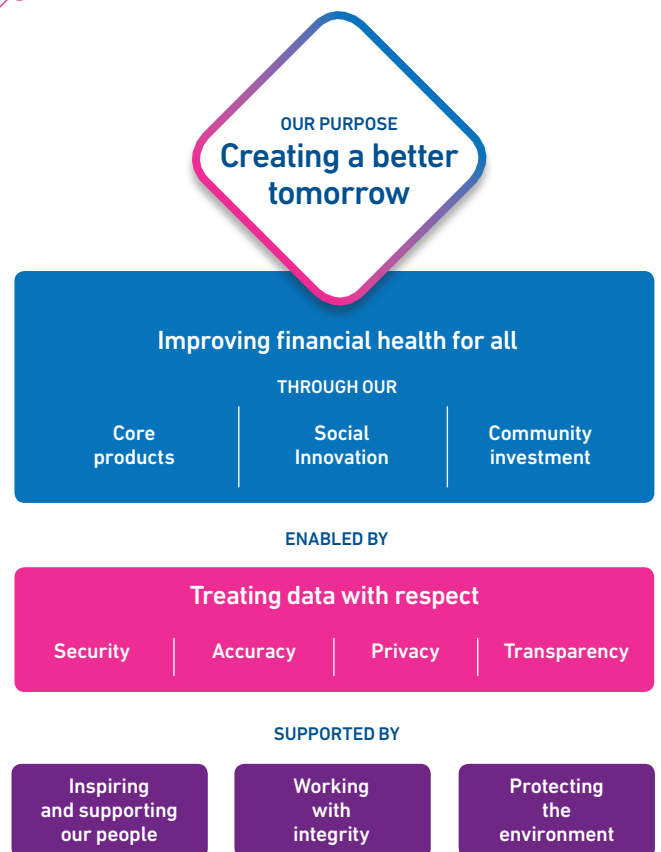 OUR PURPOSE
Creating a better
tomorrow
Improving financial health for all
THROUGH OUR
Core
products
Social
Innovation
Community
investment
ENABLED BY
Treating data with respect
Security
Accuracy
Privacy
Transparency
SUPPORTED BY
Inspiring
and supporting
our people
Working
with
integrity
Protecting
the
environment